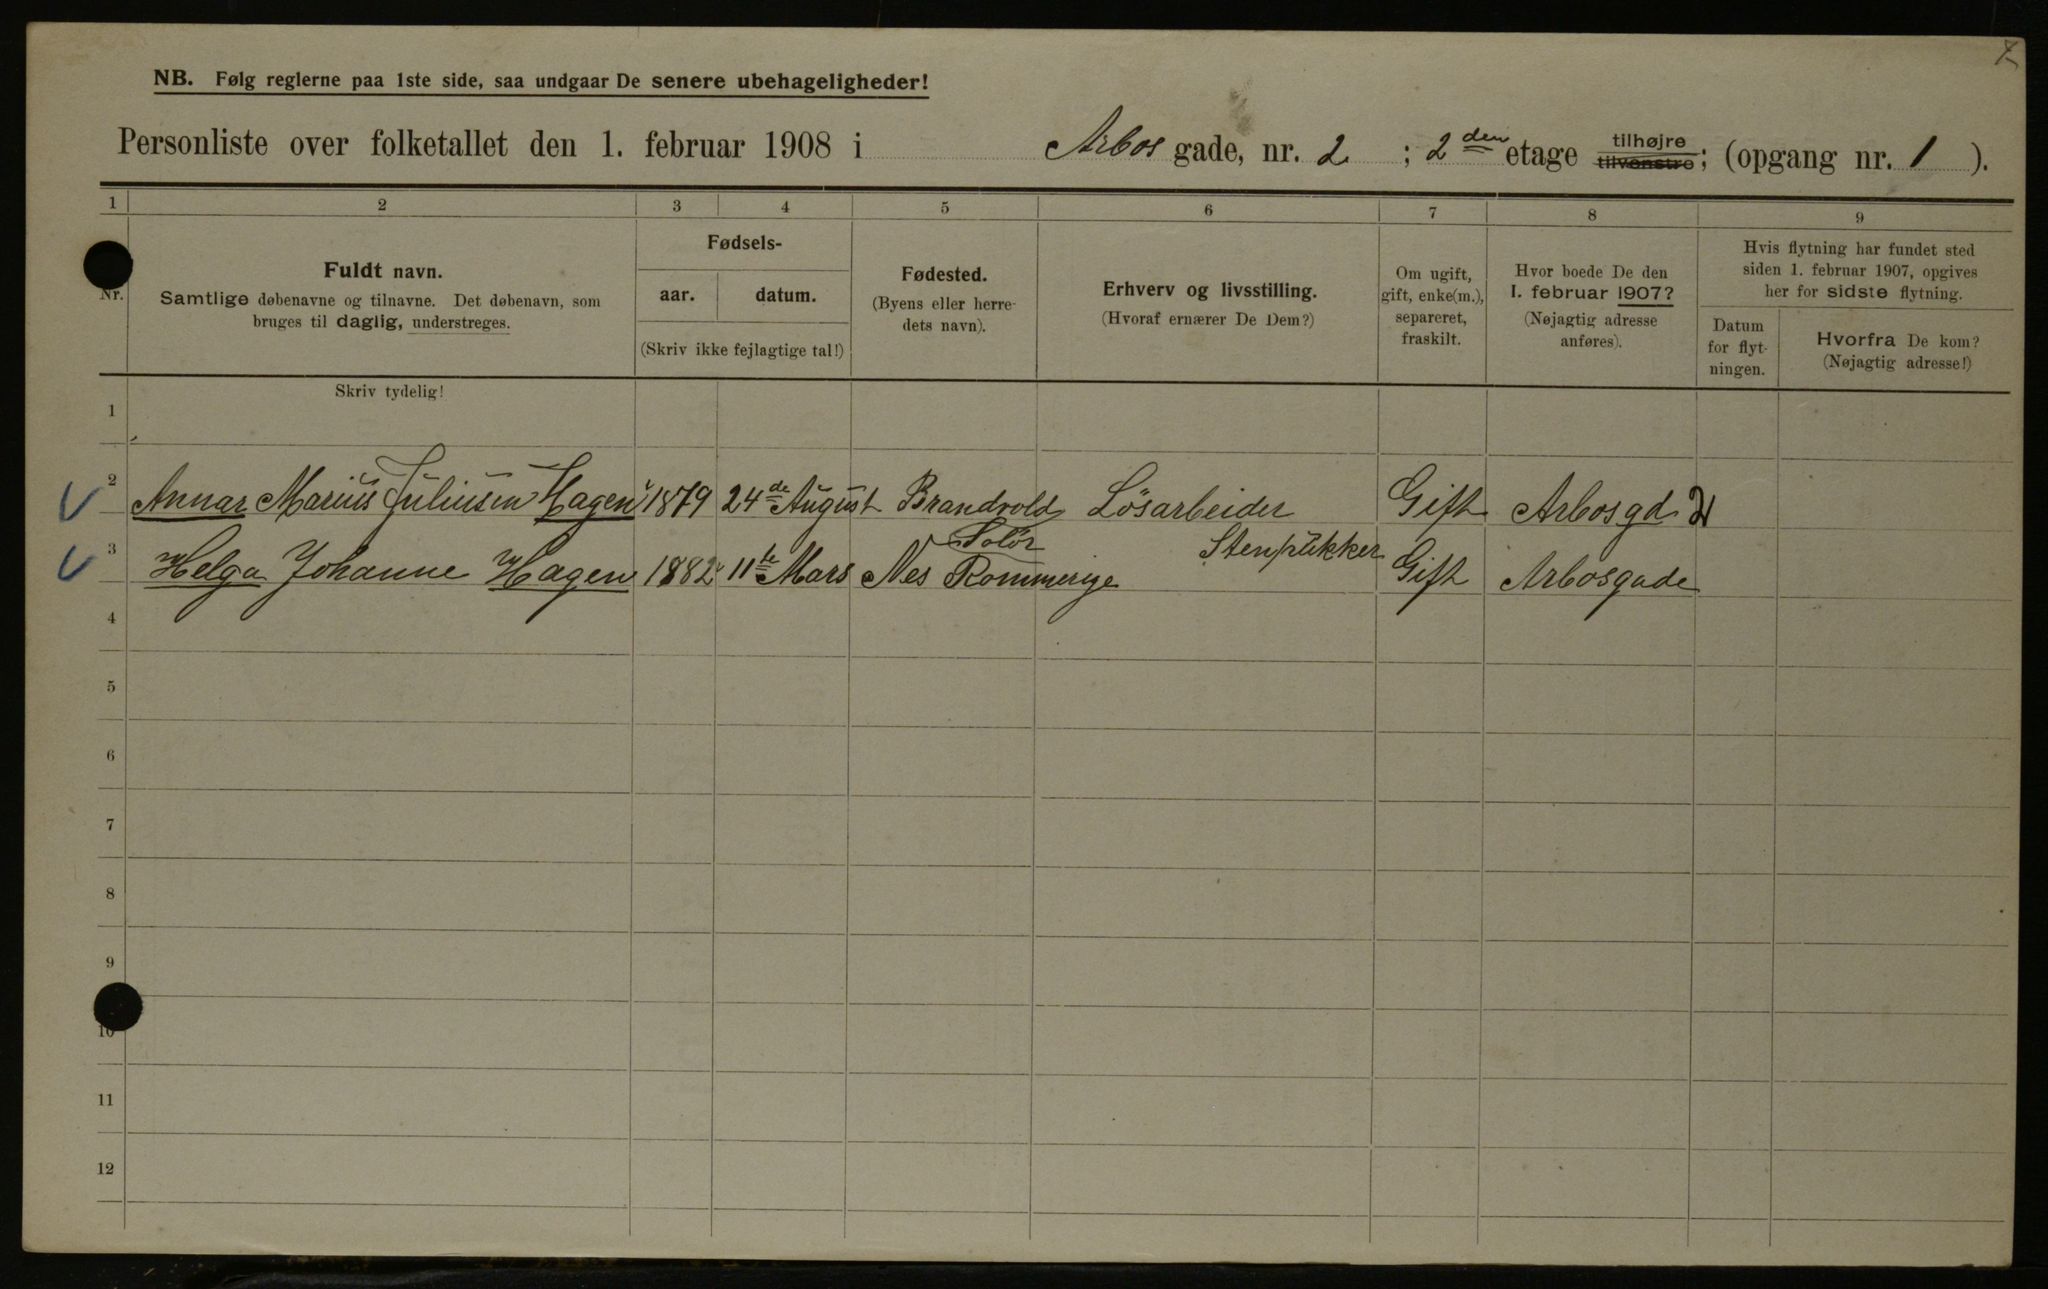 NB. Følg reglerne paa 1ste side, saa undgaar De senere ubehageligheder!
Personliste over folketallet den 1. februar 1908 i Arbos gade, nr. 2 ; 2den etage tilhøjre tilvenstre; (opgang nr. 1 ).
1 2 3 4 5 6 7 8 9
Nr.
Fuldt navn.
Samtlige døbenavne og tilnavne. Det døbenavn, som
bruges til daglig, understreges.
Fødsels-
aar. datum.
(Skriv ikke fejlagtige tal!)
Fødested.
(Byens eller herre-
dets navn).
Erhverv og livsstilling.
(Hvoraf ernærer De Dem?)
Om ugift,
gift, enke(m.),
separeret,
fraskilt.
Hvor boede De den
1. februar 1907?
(Nøjagtig adresse
anføres).
Hvis flytning har fundet sted
siden 1. februar 1907, opgives
her for sidste flytning.
Datum
for flyt-
ningen.
Hvorfra De kom?
(Nøjagtig adresse!)
Skriv tydelig!
1
2 Annar Marius Juliusen Hagen 1879 24de August Brandvold Lösarbeider Gift Arbosgd 2
Solör Stenpukker
3 Helga Johanne Hagen 1882 11te Mars Nes Rommerige Gift Arbosgade
4
5
6
7
8
9
10
11
12